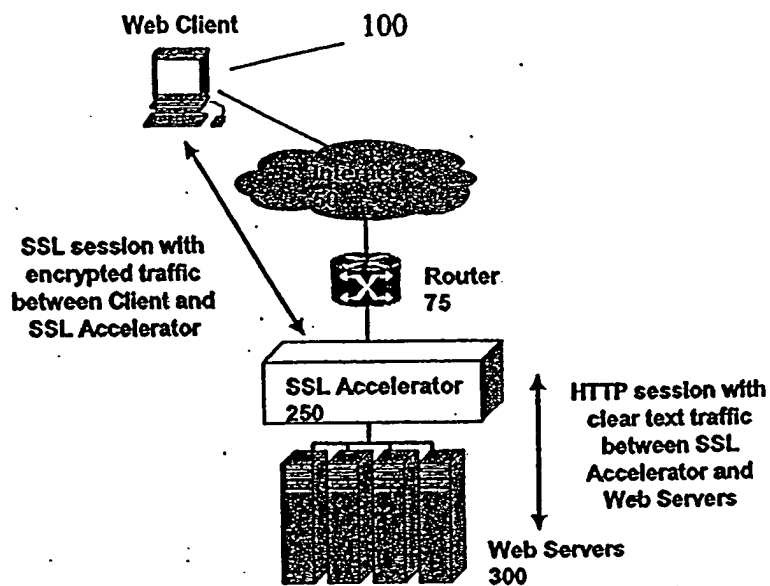 Web Client
100
Internet
50
SSL session with
encrypted traffic
between Client and
SSL Accelerator
Router
75
SSL Accelerator
250
HTTP session with
clear text traffic
between SSL
Accelerator and
Web Servers
Web Servers
300